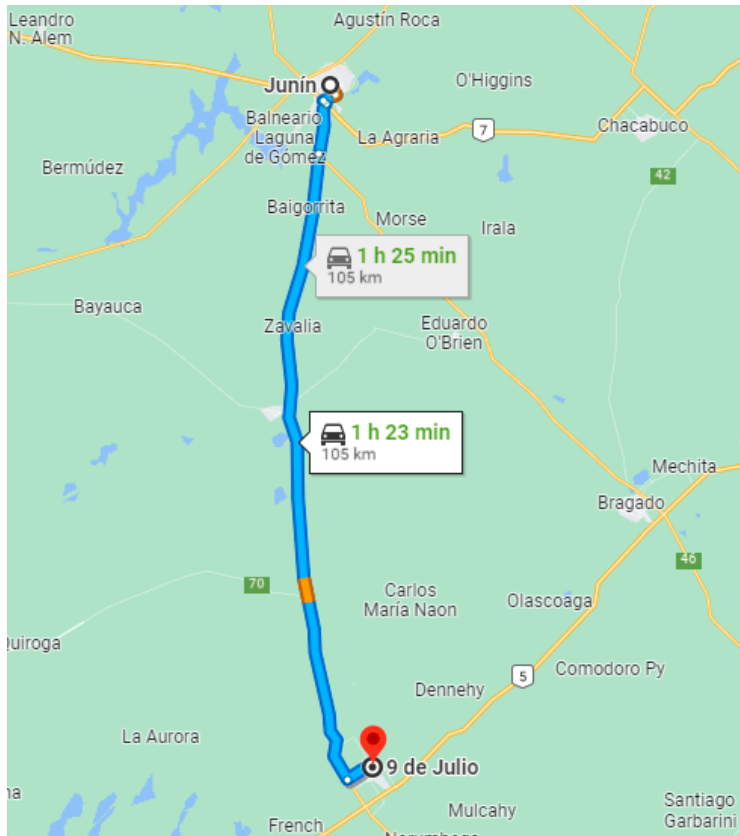 Leandro
N. Alem
Agustín Roca
Junín
O'Higgins
Balneario
Laguna
de Gómez
La Agraria
7
Chacabuco
Bermúdez
42
Baigorrita
Morse
Irala
1 h 25 min
105 km
Bayauca
Zavalia
Eduardo
O'Brien
1 h 23 min
105 km
Mechita
Bragado
46
70
Carlos
María Naon
Olascoaga
Quiroga
Comodoro Py
5
Dennehy
La Aurora
9 de Julio
na
Mulcahy
Santiago
Garbarini
French